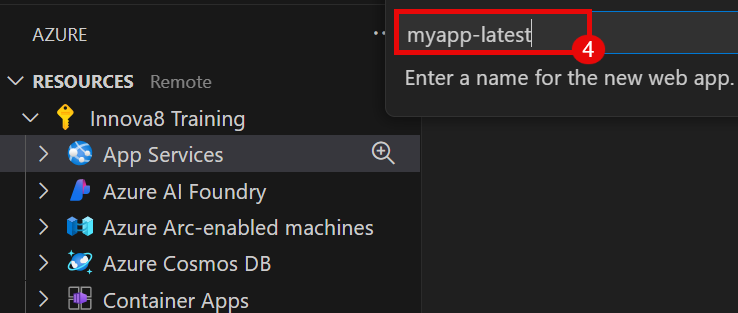 AZURE
myapp-latest
4
Enter a name for the new web app.
RESOURCES Remote
Innova8 Training
App Services
Azure AI Foundry
Azure Arc-enabled machines
Azure Cosmos DB
Container Apps